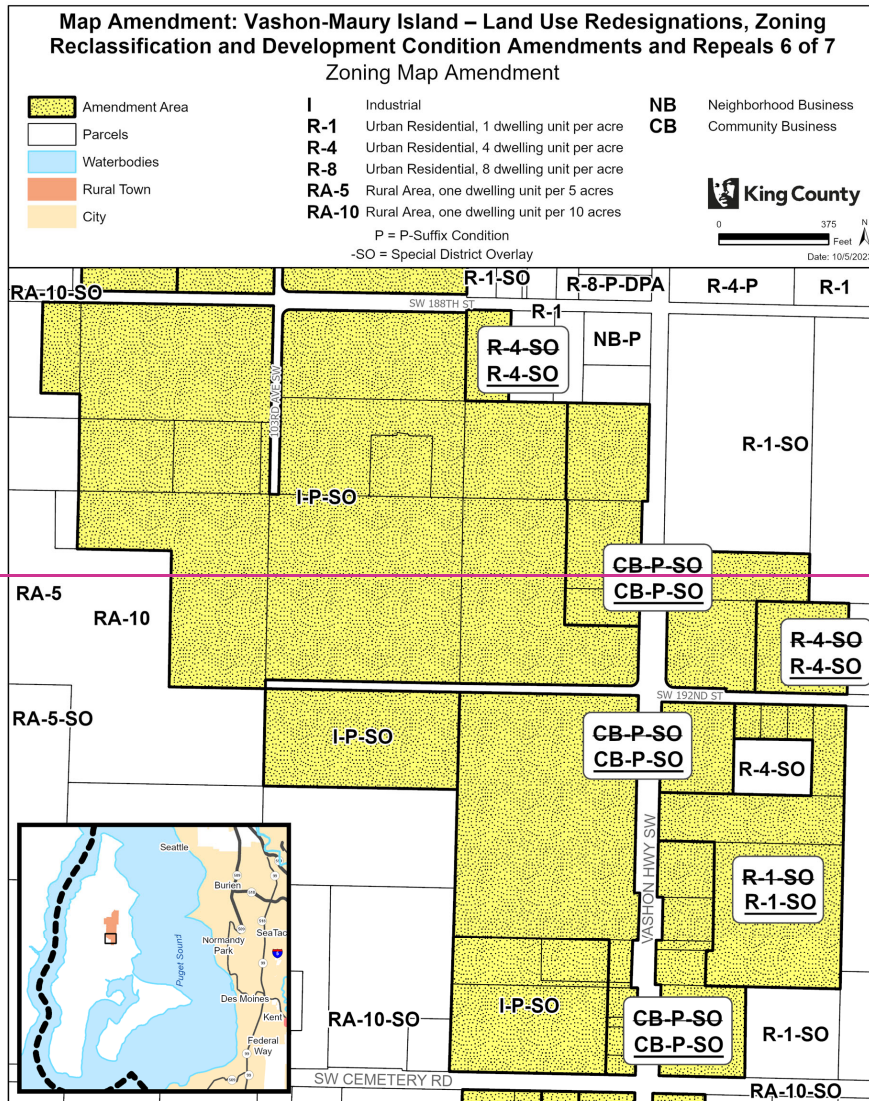 Map Amendment: Vashon-Maury Island – Land Use Redesignations, Zoning
Reclassification and Development Condition Amendments and Repeals 6 of 7
Zoning Map Amendment
Amendment Area
Parcels
Waterbodies
Rural Town
City
I Industrial
R-1 Urban Residential, 1 dwelling unit per acre
R-4 Urban Residential, 4 dwelling unit per acre
R-8 Urban Residential, 8 dwelling unit per acre
RA-5 Rural Area, one dwelling unit per 5 acres
RA-10 Rural Area, one dwelling unit per 10 acres
P = P-Suffix Condition
-SO = Special District Overlay
NB Neighborhood Business
CB Community Business
King County
0 375
Feet
N
Date: 10/5/2023
RA-10-SO
R-1-SO
R-8-P-DPA
R-4-P
R-1
SW 188TH ST
R-1
NB-P
R-4-SO
R-4-SO
103RD AVE SW
R-1-SO
I-P-SO
CB-P-SO
CB-P-SO
RA-5
RA-10
R-4-SO
R-4-SO
SW 192ND ST
RA-5-SO
I-P-SO
CB-P-SO
CB-P-SO
R-4-SO
VASHON HWY SW
R-1-SO
R-1-SO
I-P-SO
CB-P-SO
CB-P-SO
RA-10-SO
R-1-SO
SW CEMETERY RD
RA-10-SO
Seattle
Burien
SeaTac
Normandy
Park
Puget Sound
Des Moines
Kent
Federal
Way